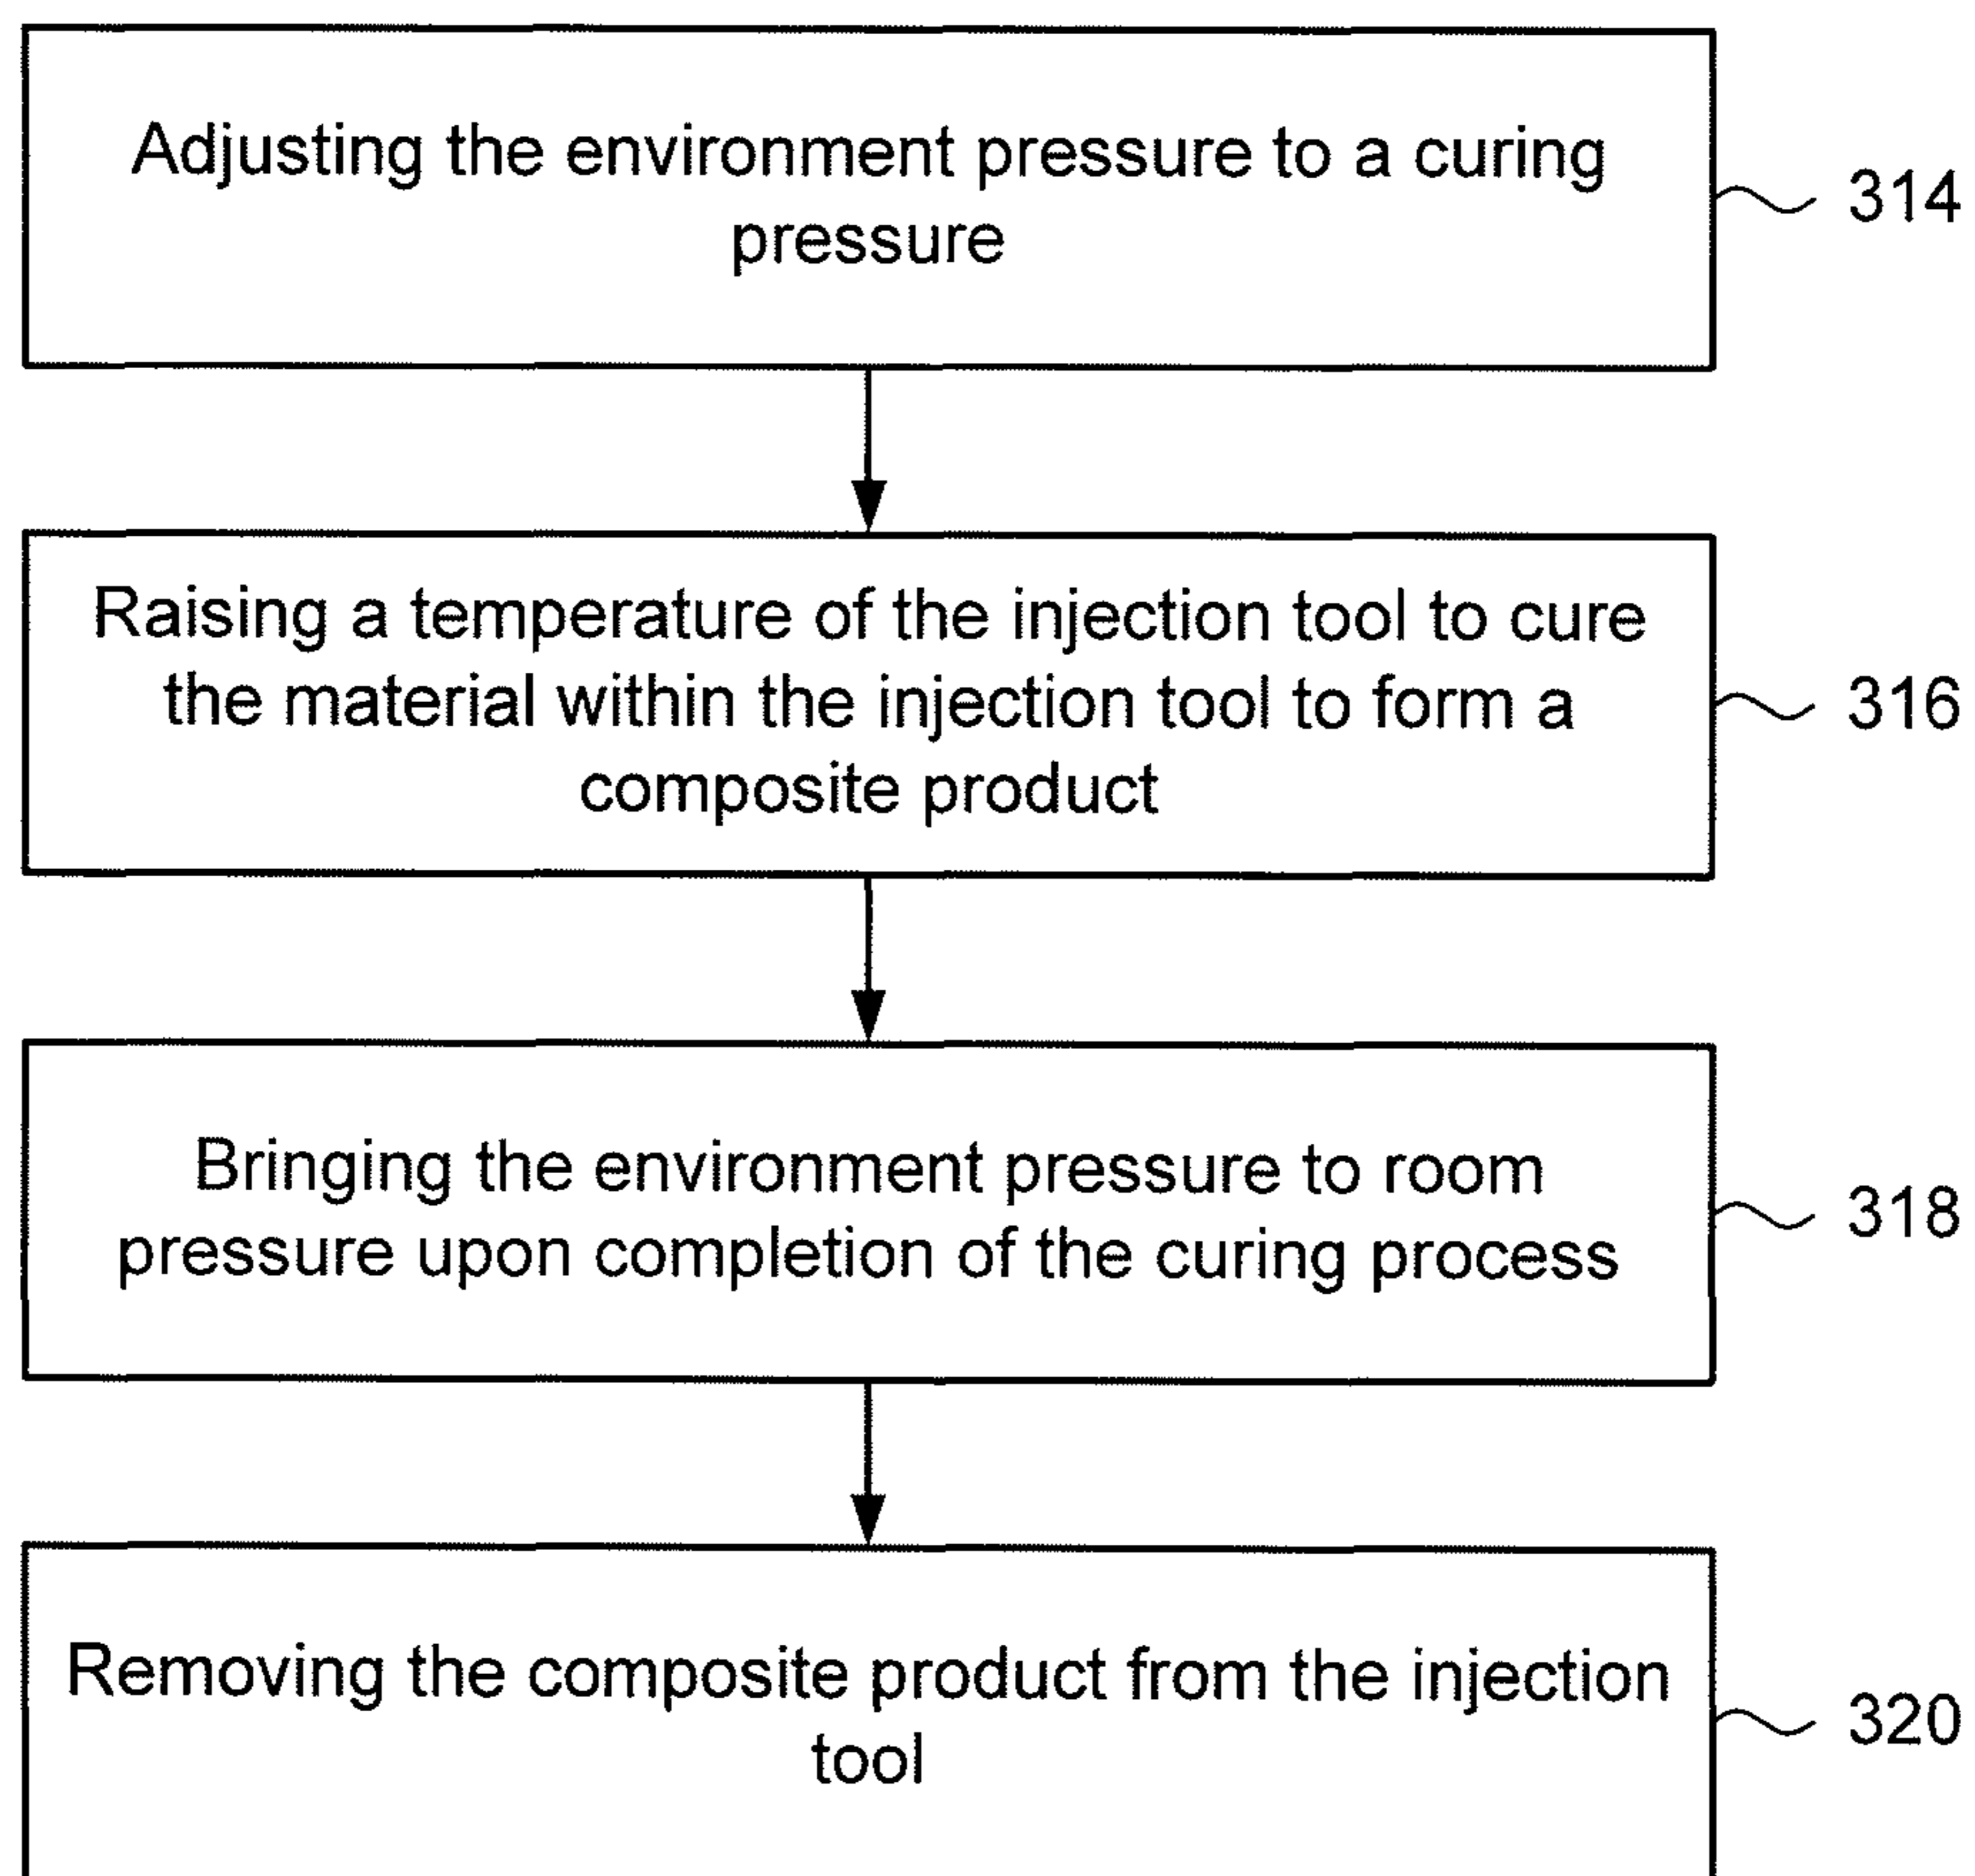 Adjusting the environment pressure to a curing
pressure
314
Raising a temperature of the injection tool to cure
the material within the injection tool to form a
composite product
316
Bringing the environment pressure to room
pressure upon completion of the curing process
318
Removing the composite product from the injection
tool
320